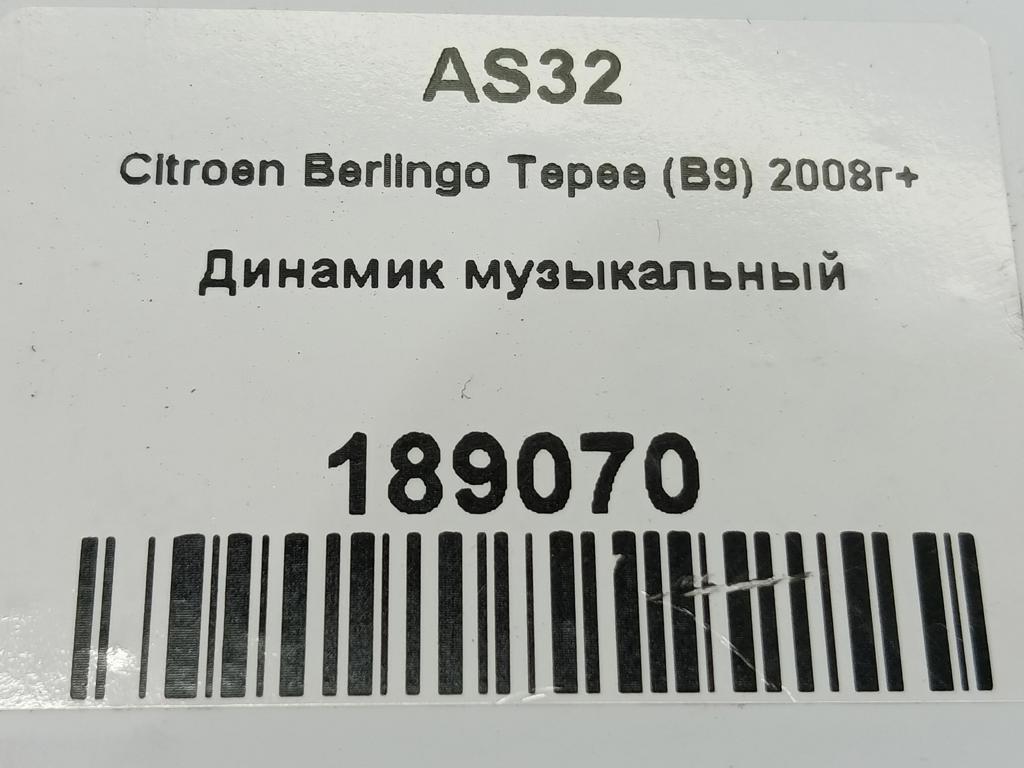 AS32
Citroen Berlingo Tepee (B9) 2008г+
Динамик музыкальный
189070